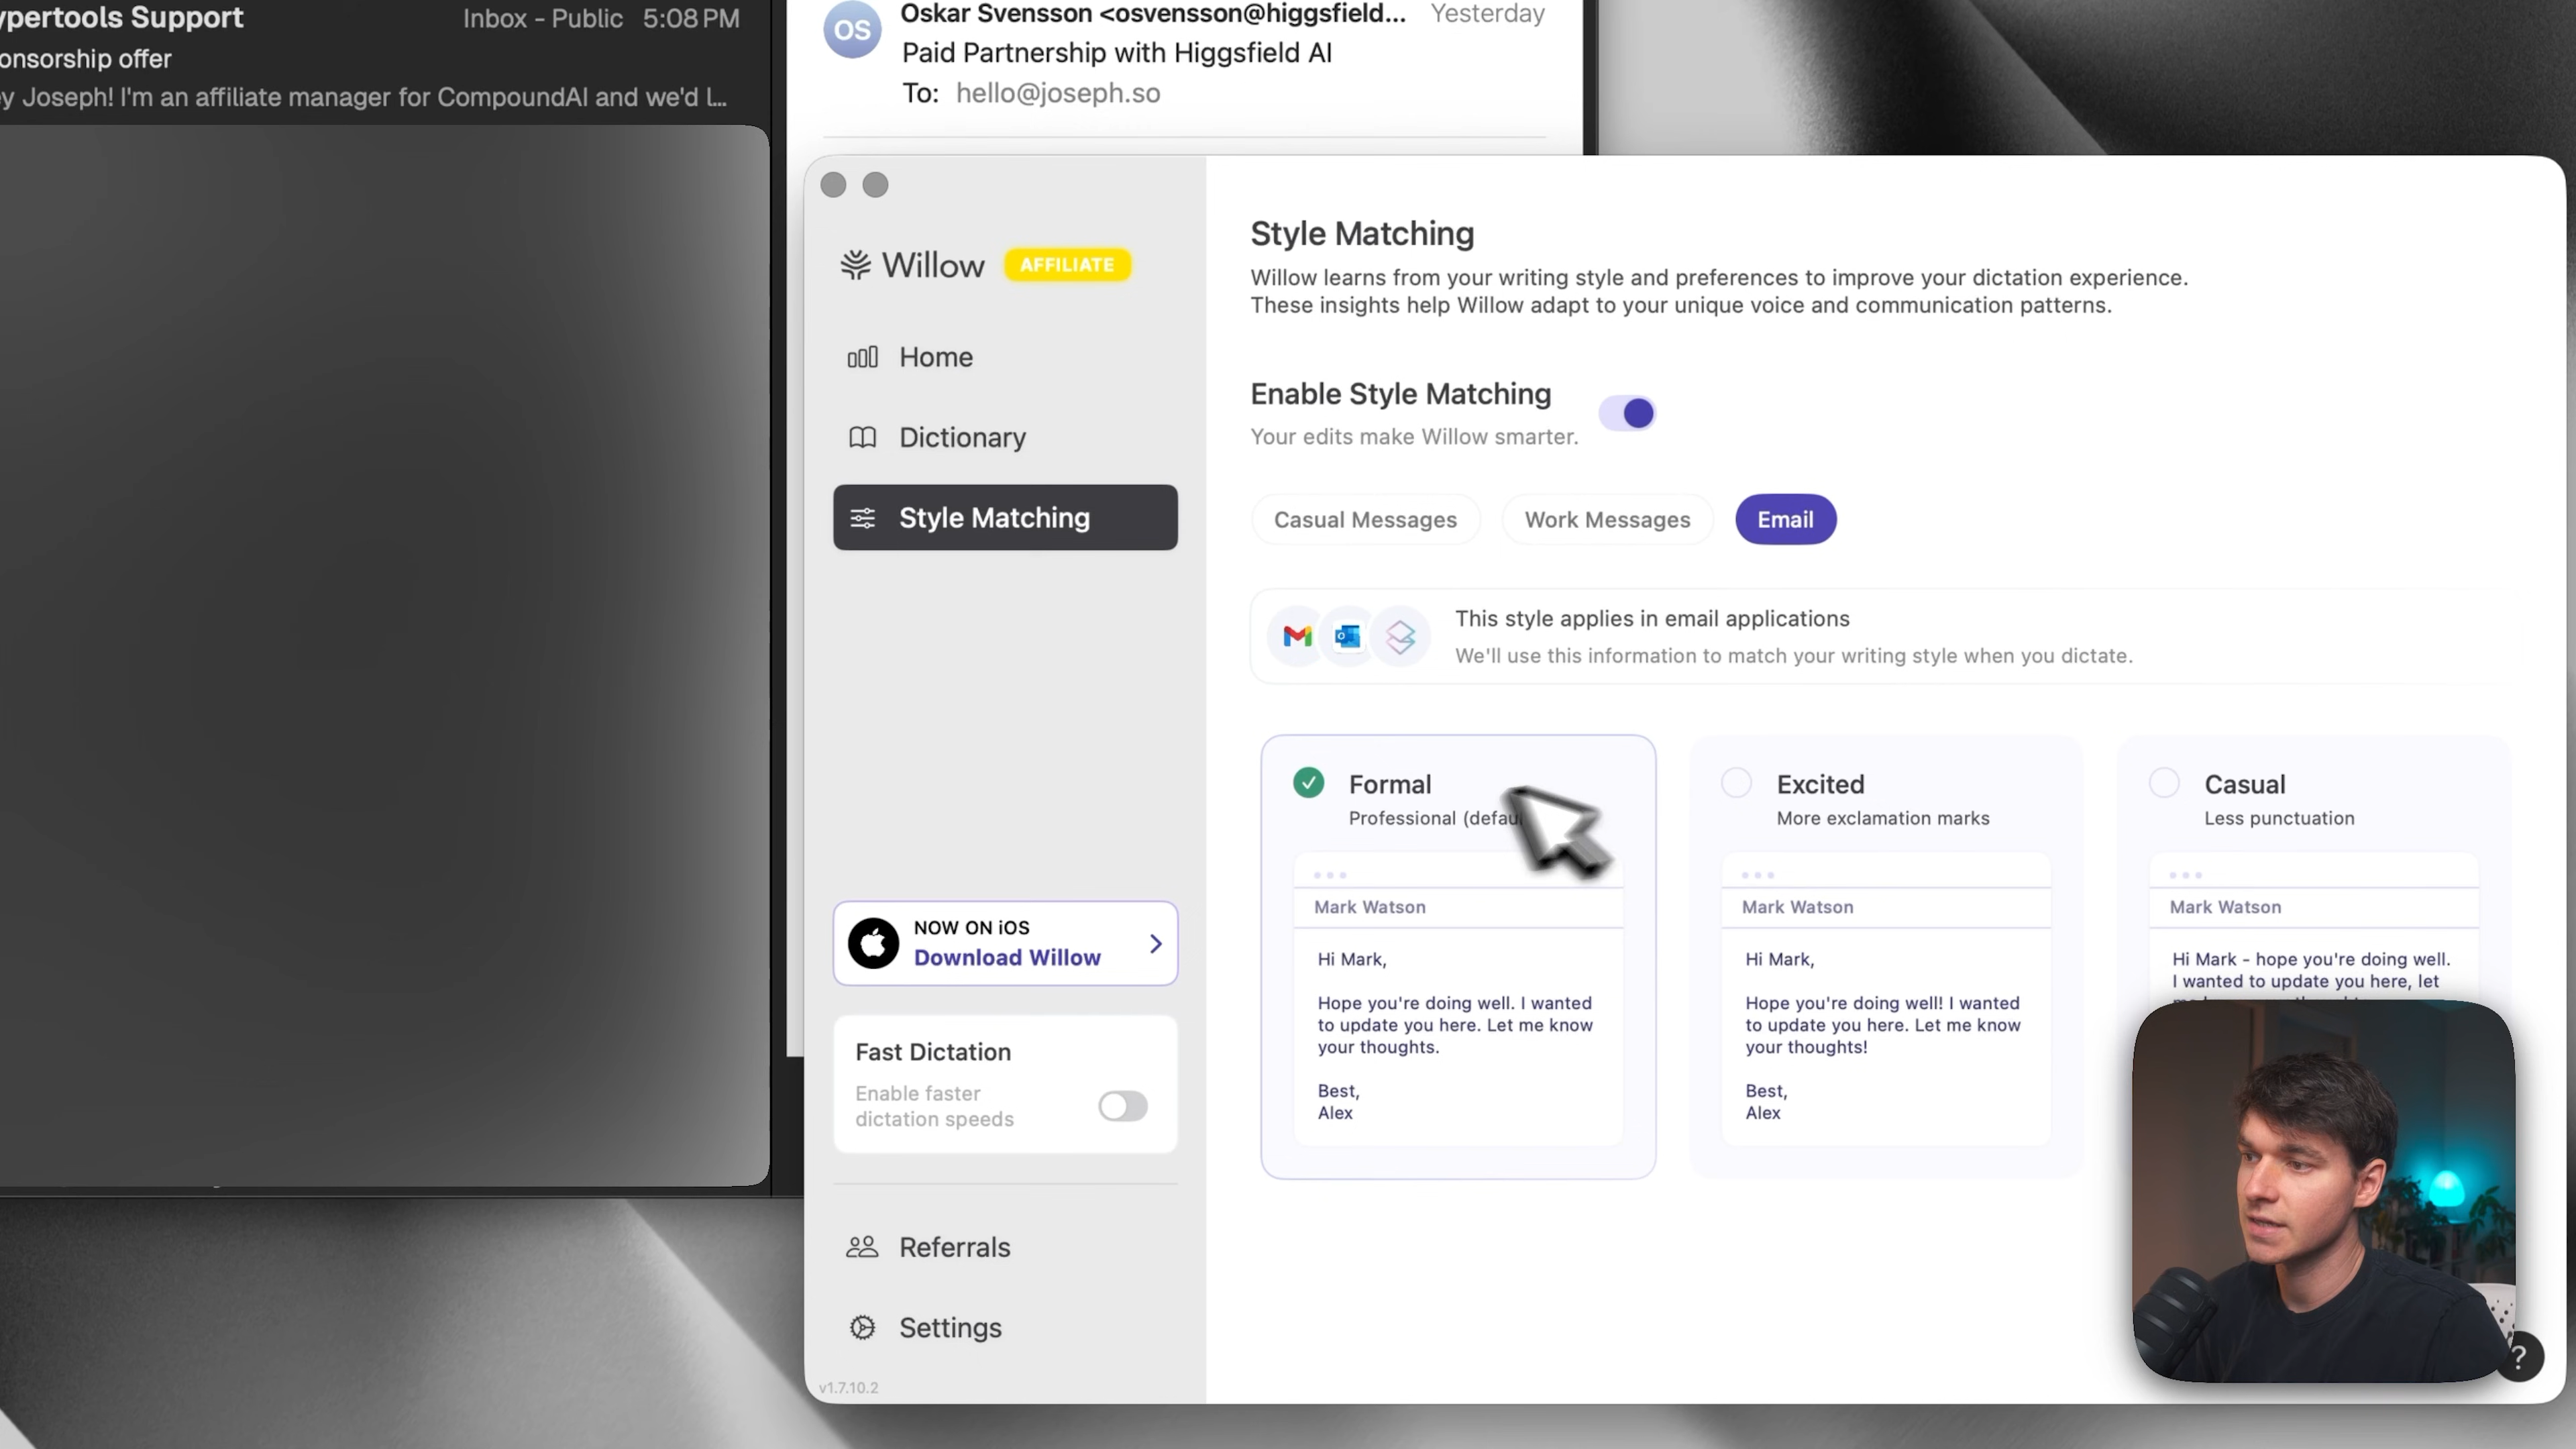 Support
Inbox - Public 5:08 PM
offer
Joseph! I'm an affiliate manager for CompoundAI and we'd l...
OS
Oskar Svensson <osvensson@higgsfield...
Yesterday
Paid Partnership with Higgsfield AI
To: hello@joseph.so
Willow
AFFILIATE
Home
Dictionary
Style Matching
NOW ON iOS
Download Willow
Fast Dictation
Enable faster
dictation speeds
Referrals
Settings
v1.7.10.2
Style Matching
Willow learns from your writing style and preferences to improve your dictation experience.
These insights help Willow adapt to your unique voice and communication patterns.
Enable Style Matching
Your edits make Willow smarter.
Casual Messages
Work Messages
Email
This style applies in email applications
We'll use this information to match your writing style when you dictate.
Formal
Professional
Mark Watson
Hi Mark,
Hope you're doing well. I wanted
to update you here. Let me know
your thoughts.
Best,
Alex
Excited
More exclamation marks
Mark Watson
Hi Mark,
Hope you're doing well! I wanted
to update you here. Let me know
your thoughts!
Best,
Alex
Casual
Less punctuation
Mark Watson
Hi Mark - hope you're doing well.
I wanted to update you here, let
?